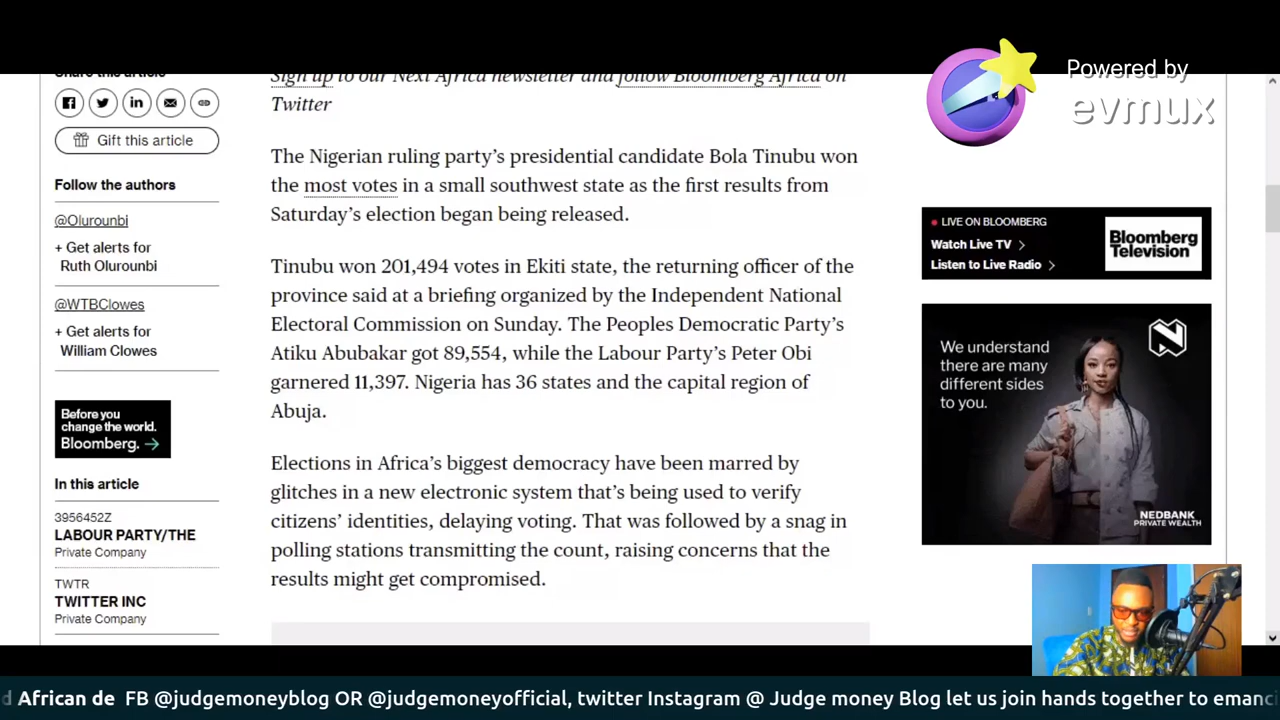 Share this article
Gift this article
Follow the authors
@Olurounbi
+ Get alerts for
Ruth Olurounbi
@WTBClowes
+ Get alerts for
William Clowes
Before you
change the world.
Bloomberg.
In this article
3956452Z
LABOUR PARTY/THE
Private Company
TWTR
TWITTER INC
Private Company
Sign up to our Next Africa newsletter and follow Bloomberg Africa on
Twitter
The Nigerian ruling party’s presidential candidate Bola Tinubu won
the most votes in a small southwest state as the first results from
Saturday’s election began being released.
Tinubu won 201,494 votes in Ekiti state, the returning officer of the
province said at a briefing organized by the Independent National
Electoral Commission on Sunday. The Peoples Democratic Party’s
Atiku Abubakar got 89,554, while the Labour Party’s Peter Obi
garnered 11,397. Nigeria has 36 states and the capital region of
Abuja.
Elections in Africa’s biggest democracy have been marred by
glitches in a new electronic system that’s being used to verify
citizens’ identities, delaying voting. That was followed by a snag in
polling stations transmitting the count, raising concerns that the
results might get compromised.
Powered by
evmux
LIVE ON BLOOMBERG
Watch Live TV
Listen to Live Radio
Bloomberg
Television
We understand
there are many
different sides
to you.
NEDBANK
PRIVATE WEALTH
d African de FB @judgemoneyblog OR @judgemoneyofficial, twitter Instagram @ Judge money Blog let us join hands together to emanc